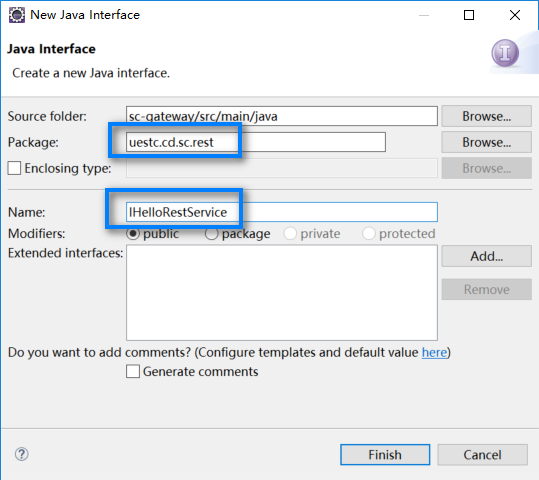 New Java Interface
Java Interface
Create a new Java interface.
Source folder: sc-gateway/src/main/java Browse...
Package: uestc.cd.sc.rest Browse...
Enclosing type: Browse...
Name: IHelloRestService
Modifiers: public package private protected
Extended interfaces: Add...
Remove
Do you want to add comments? (Configure templates and default value here)
Generate comments
? Finish Cancel